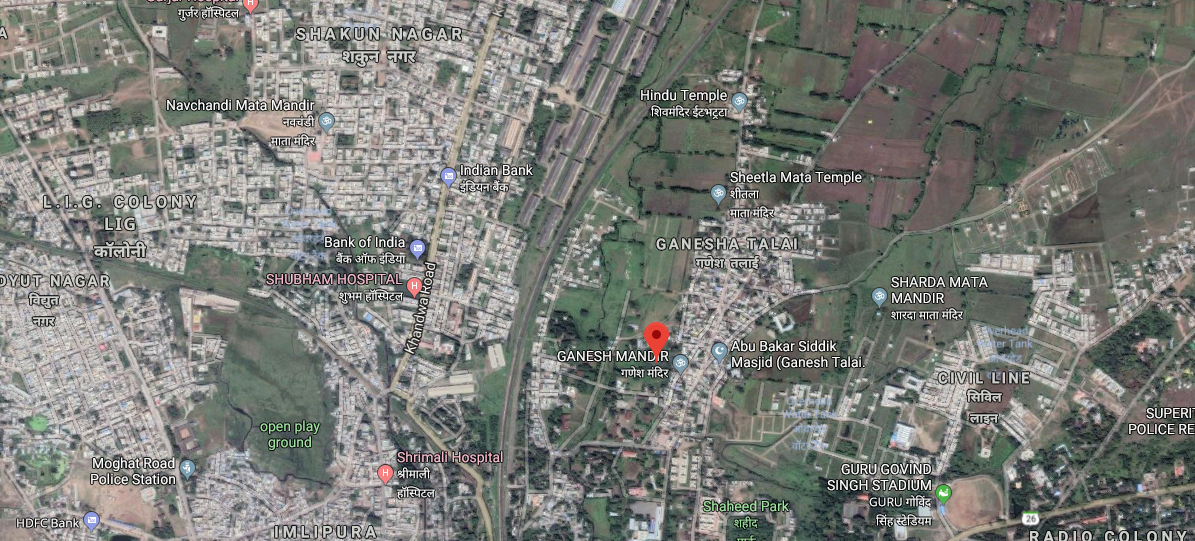 गुर्जर हॉस्पिटल
SHAKUN NAGAR
शकुन नगर
Navchandi Mata Mandir
नवचंडी
माता मंदिर
Hindu Temple
शिवमंदिर ईटभट्टा
Indian Bank
इंडियन बैंक
Sheetla Mata Temple
शीतला
माता मंदिर
L.I.G. COLONY
LIG
कॉलोनी
Bank of India
बैंक ऑफ इंडिया
GANESHA TALAI
गणेश तलाई
SHUBHAM HOSPITAL
शुभम हॉस्पिटल
Khandwa Road
NAGAR
विद्युत
नगर
SHARDA MATA
MANDIR
शारदा माता मंदिर
GANESH MANDIR
गणेश मंदिर
Abu Bakar Siddik
Masjid (Ganesh Talai.
Overhead
Water Tank
CIVIL LINE
सिविल
लाइन
POLICE RE
open play
ground
Moghat Road
Police Station
Shrimali Hospital
श्रीमाली
हॉस्पिटल
GURU GOVIND
SINGH STADIUM
GURU गोविंद
सिंह स्टेडियम
Shaheed Park
शहीद
पार्क
HDFC Bank
IMLIPURA
26
RADIO COLONY